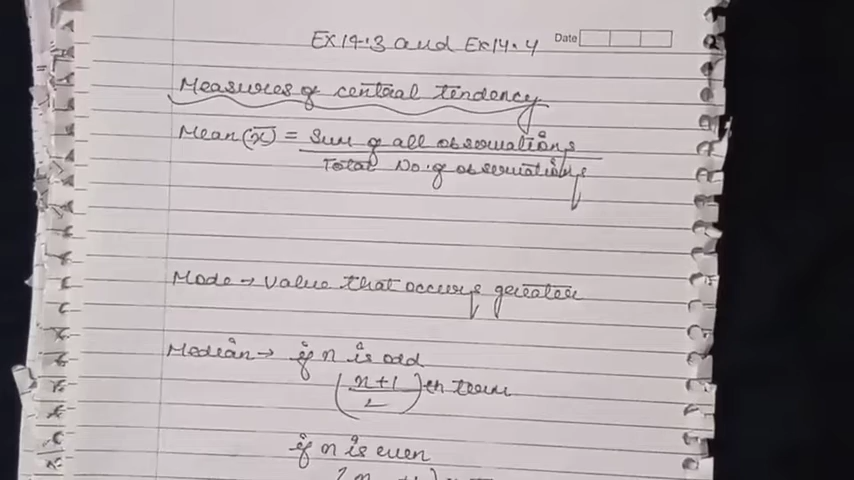 Ex 14.3 and Ex 14.4
Date
Measures of central tendency
Mean (x̄) = Sum of all observations
Total No. of observations
Mode → value that occurs greater
Median → if n is odd
(n+1
2)th term
if n is even